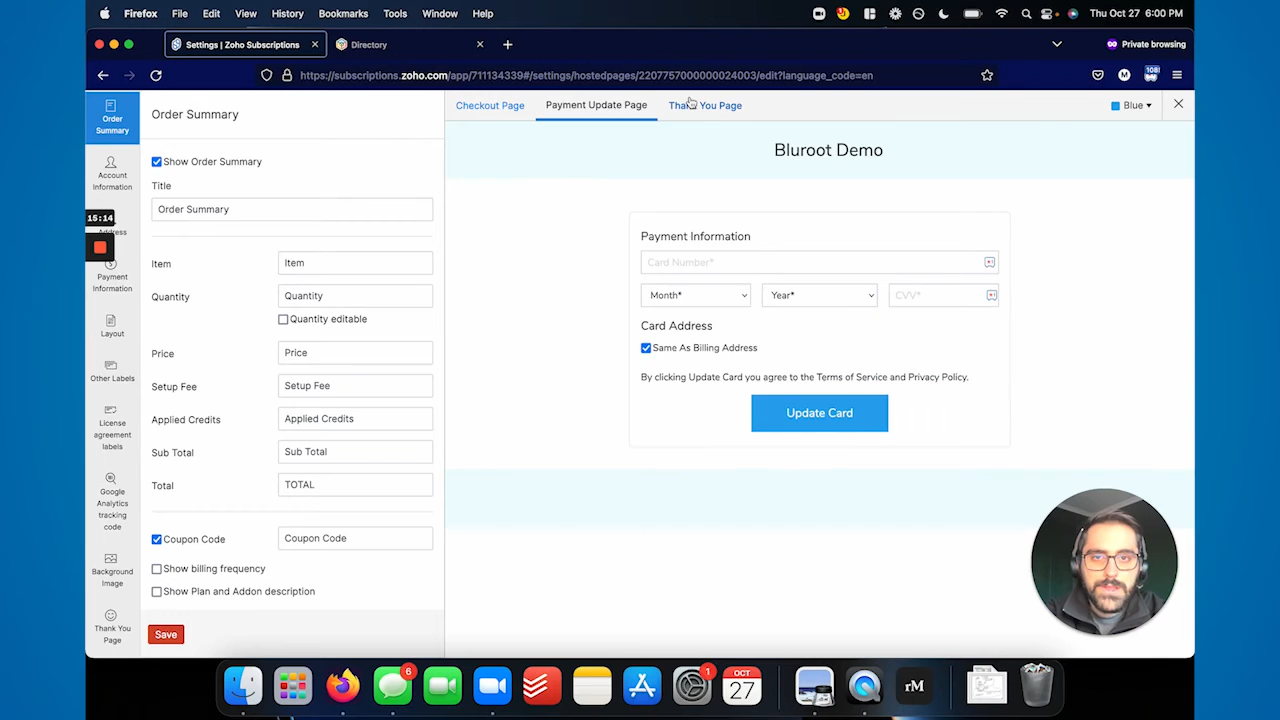 Firefox File Edit View History Bookmarks Tools Window Help Thu Oct 27 6:00 PM
Settings | Zoho Subscriptions Directory Private browsing
https://subscriptions.zoho.com/app/711134339#/settings/hostedpages/2207757000000024003/edit?language_code=en
Order Summary
Account Information
15:14
Address
Payment Information
Layout
Other Labels
License agreement labels
Google Analytics tracking code
Background Image
Thank You Page
Order Summary
Show Order Summary
Title
Order Summary
Item Item
Quantity Quantity
Quantity editable
Price Price
Setup Fee Setup Fee
Applied Credits Applied Credits
Sub Total Sub Total
Total TOTAL
Coupon Code Coupon Code
Show billing frequency
Show Plan and Addon description
Save
Checkout Page Payment Update Page Thank You Page Blue
Bluroot Demo
Payment Information
Card Number*
Month* Year* CVV*
Card Address
Same As Billing Address
By clicking Update Card you agree to the Terms of Service and Privacy Policy.
Update Card
6 1 OCT 27 rM